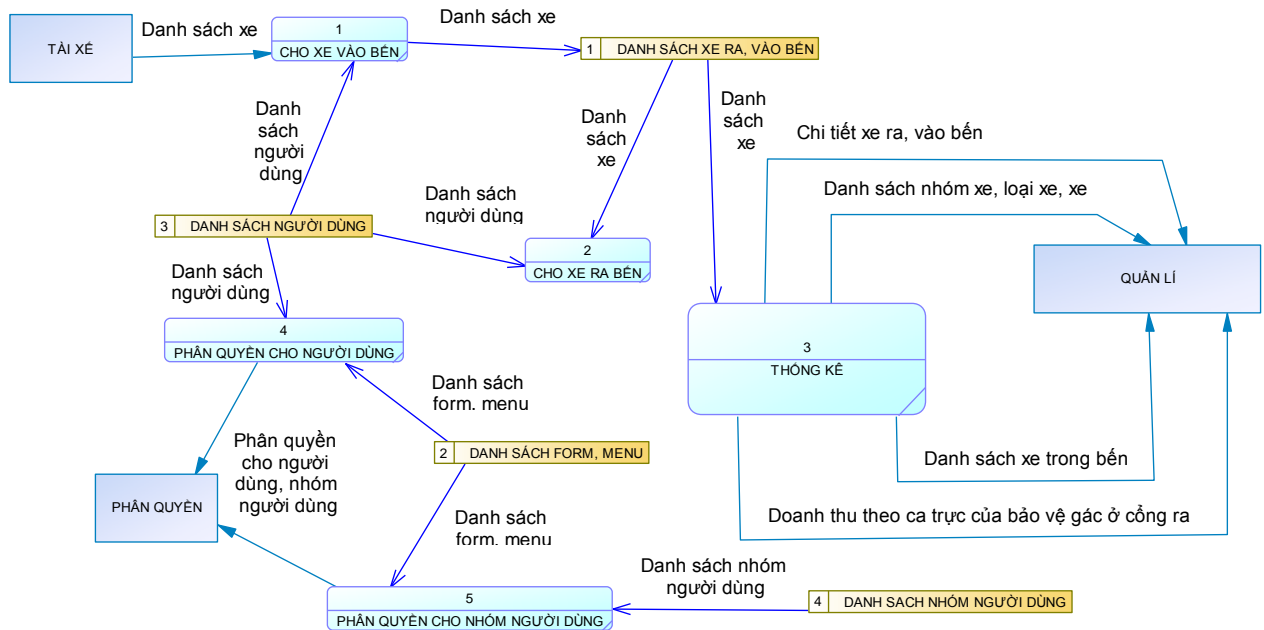 TÀI XẾ
Danh sách xe
1
CHO XE VÀO BẾN
Danh sách xe
1 DANH SÁCH XE RA, VÀO BẾN
Danh
sách
người
dùng
Danh
sách
xe
Danh
sách
xe
Chi tiết xe ra, vào bến
Danh sách nhóm xe, loại xe, xe
3 DANH SÁCH NGƯỜI DÙNG
Danh sách
người dùng
2
CHO XE RA BẾN
QUẢN LÍ
Danh sách
người dùng
4
PHÂN QUYỀN CHO NGƯỜI DÙNG
3
THỐNG KÊ
Danh sách
form. menu
2 DANH SÁCH FORM, MENU
Phân quyền
cho người
dùng, nhóm
người dùng
PHÂN QUYỀN
Danh sách xe trong bến
Doanh thu theo ca trực của bảo vệ gác ở cổng ra
Danh sách
form. menu
Danh sách nhóm
người dùng
5
PHÂN QUYỀN CHO NHÓM NGƯỜI DÙNG
4 DANH SACH NHÓM NGƯỜI DÙNG